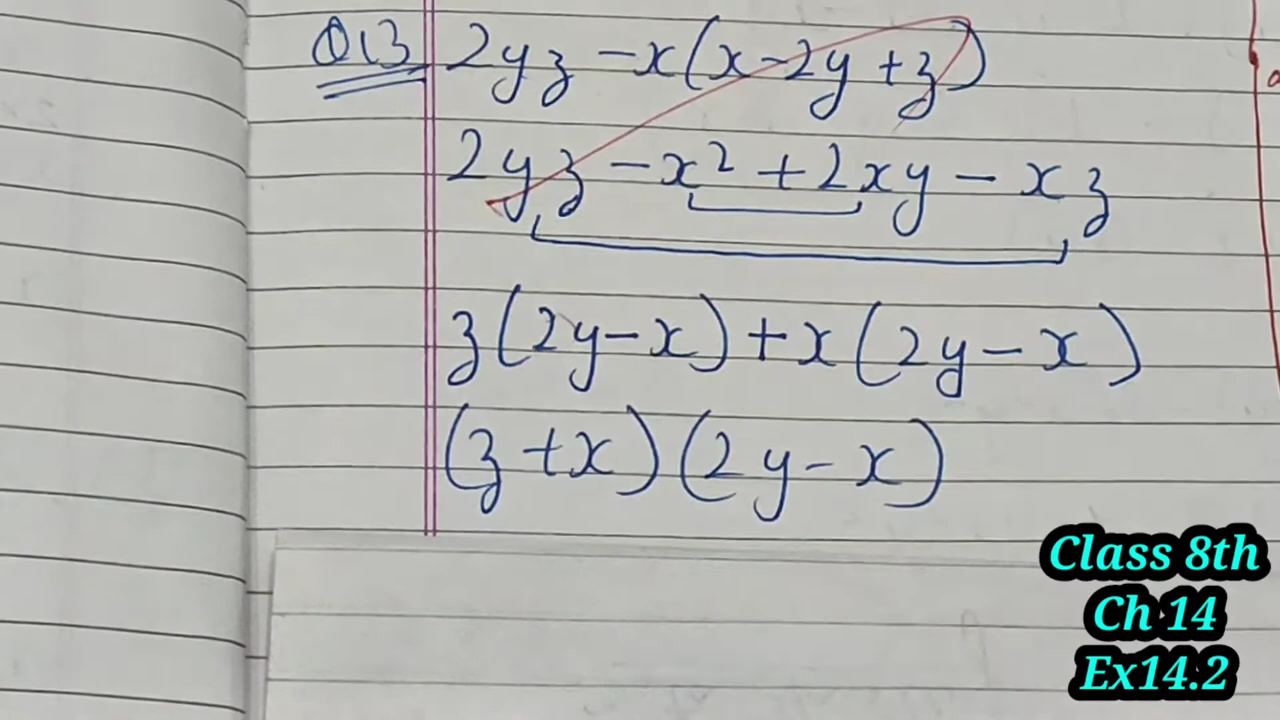 Q13 2yz - x(x - 2y + z)
2yz - x² + 2xy - xz
z(2y - x) + x(2y - x)
(z + x)(2y - x)
Class 8th
Ch 14
Ex14.2